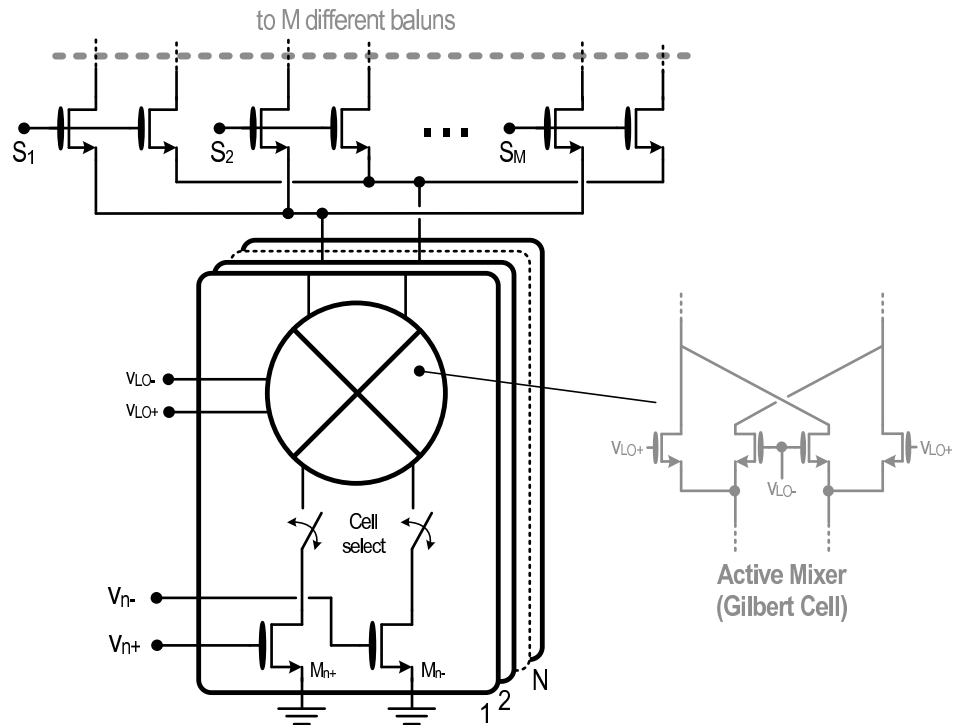 to M different baluns
S1
S2
...
SM
vLO-
vLO+
Cell
select
vLO+
vLO-
vLO+
Active Mixer
(Gilbert Cell)
vn-
vn+
Mn+
Mn-
1
2
N